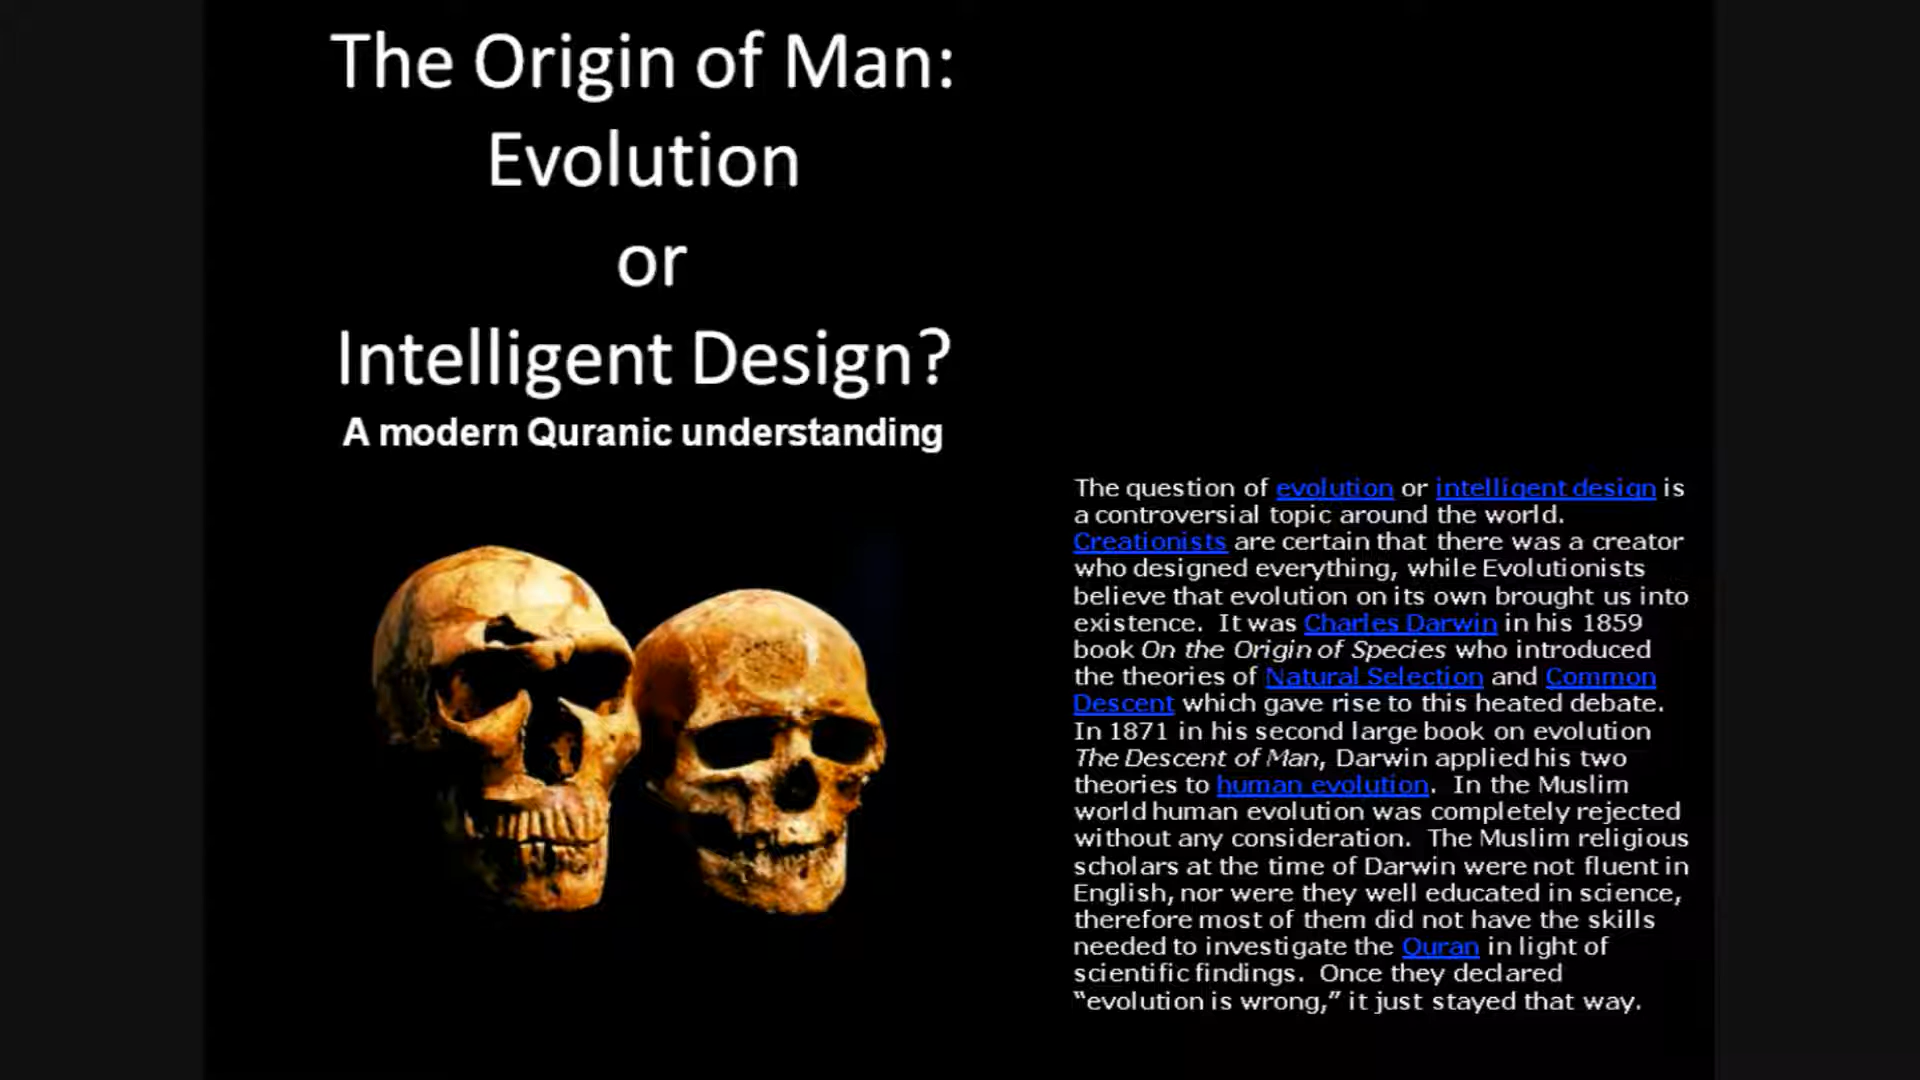 The Origin of Man:
Evolution
or
Intelligent Design?
A modern Quranic understanding
The question of evolution or intelligent design is
a controversial topic around the world.
Creationists are certain that there was a creator
who designed everything, while Evolutionists
believe that evolution on its own brought us into
existence.  It was Charles Darwin in his 1859
book On the Origin of Species who introduced
the theories of Natural Selection and Common
Descent which gave rise to this heated debate.
In 1871 in his second large book on evolution
The Descent of Man, Darwin applied his two
theories to human evolution.  In the Muslim
world human evolution was completely rejected
without any consideration.  The Muslim religious
scholars at the time of Darwin were not fluent in
English, nor were they well educated in science,
therefore most of them did not have the skills
needed to investigate the Quran in light of
scientific findings.  Once they declared
“evolution is wrong,” it just stayed that way.